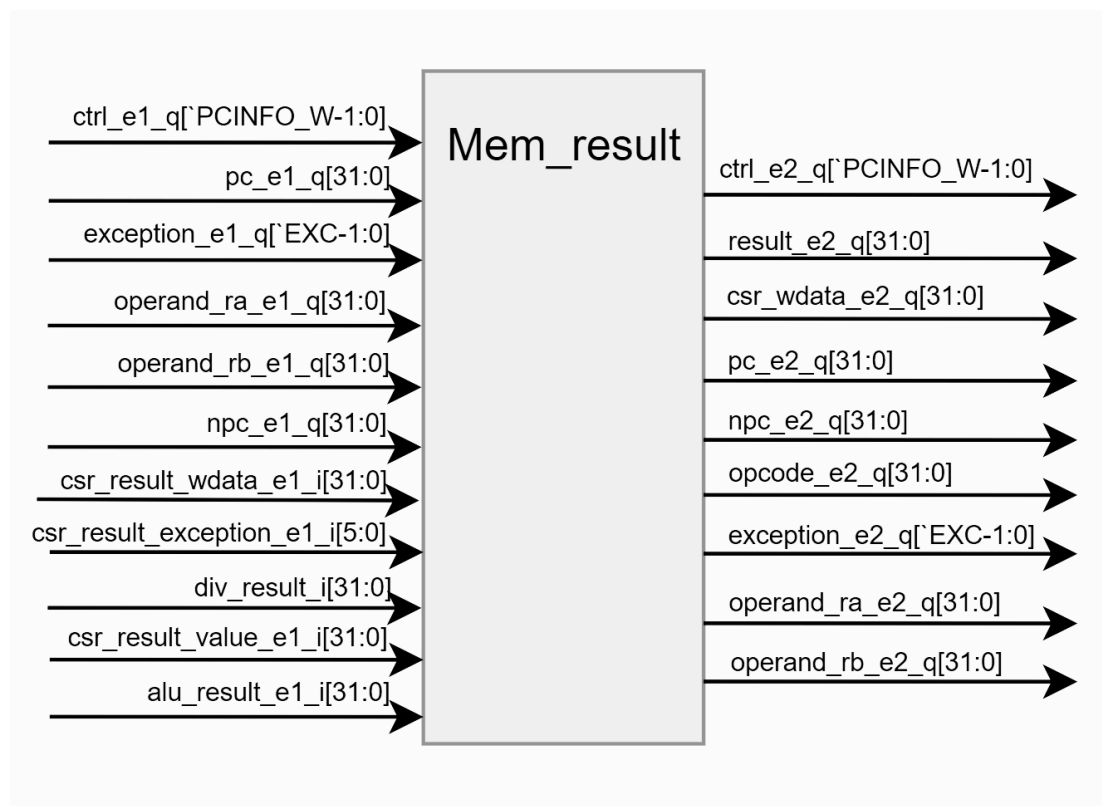 Mem_result
ctrl_e1_q[`PCINFO_W-1:0]
pc_e1_q[31:0]
exception_e1_q[`EXC-1:0]
operand_ra_e1_q[31:0]
operand_rb_e1_q[31:0]
npc_e1_q[31:0]
csr_result_wdata_e1_i[31:0]
csr_result_exception_e1_i[5:0]
div_result_i[31:0]
csr_result_value_e1_i[31:0]
alu_result_e1_i[31:0]
ctrl_e2_q[`PCINFO_W-1:0]
result_e2_q[31:0]
csr_wdata_e2_q[31:0]
pc_e2_q[31:0]
npc_e2_q[31:0]
opcode_e2_q[31:0]
exception_e2_q[`EXC-1:0]
operand_ra_e2_q[31:0]
operand_rb_e2_q[31:0]